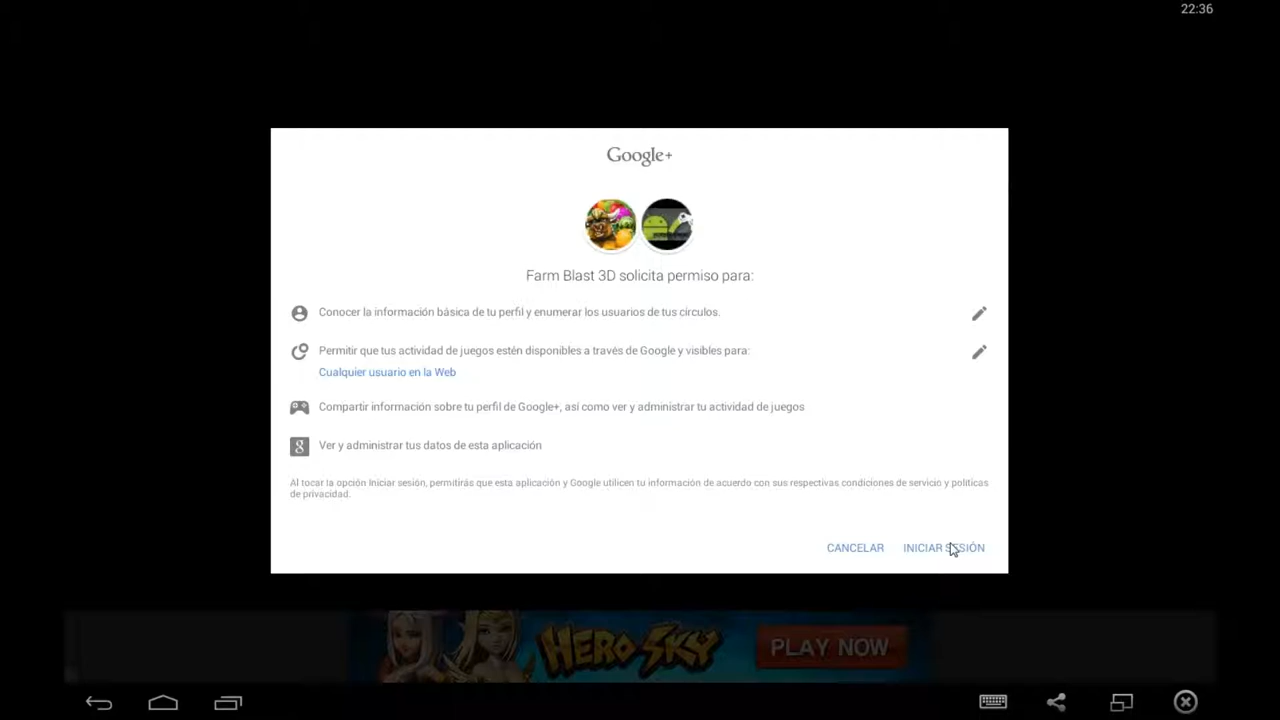 22:36
Google+
Farm Blast 3D solicita permiso para:
Conocer la información básica de tu perfil y enumerar los usuarios de tus círculos.
Permitir que tus actividad de juegos estén disponibles a través de Google y visibles para:
Cualquier usuario en la Web
Compartir información sobre tu perfil de Google+, así como ver y administrar tu actividad de juegos
Ver y administrar tus datos de esta aplicación
Al tocar la opción Iniciar sesión, permitirás que esta aplicación y Google utilicen tu información de acuerdo con sus respectivas condiciones de servicio y políticas
de privacidad.
CANCELAR INICIAR SESIÓN
HERO SKY PLAY NOW